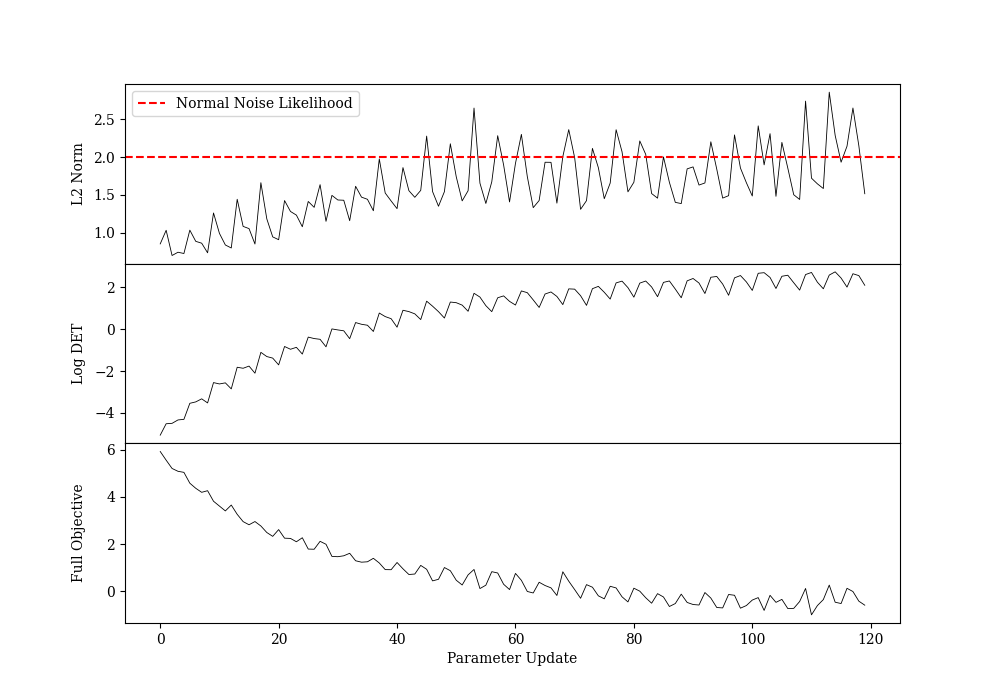 Normal Noise Likelihood
L2 Norm
2.5
2.0
1.5
1.0
Log DET
2
0
−2
−4
Full Objective
6
4
2
0
0 20 40 60 80 100 120
Parameter Update